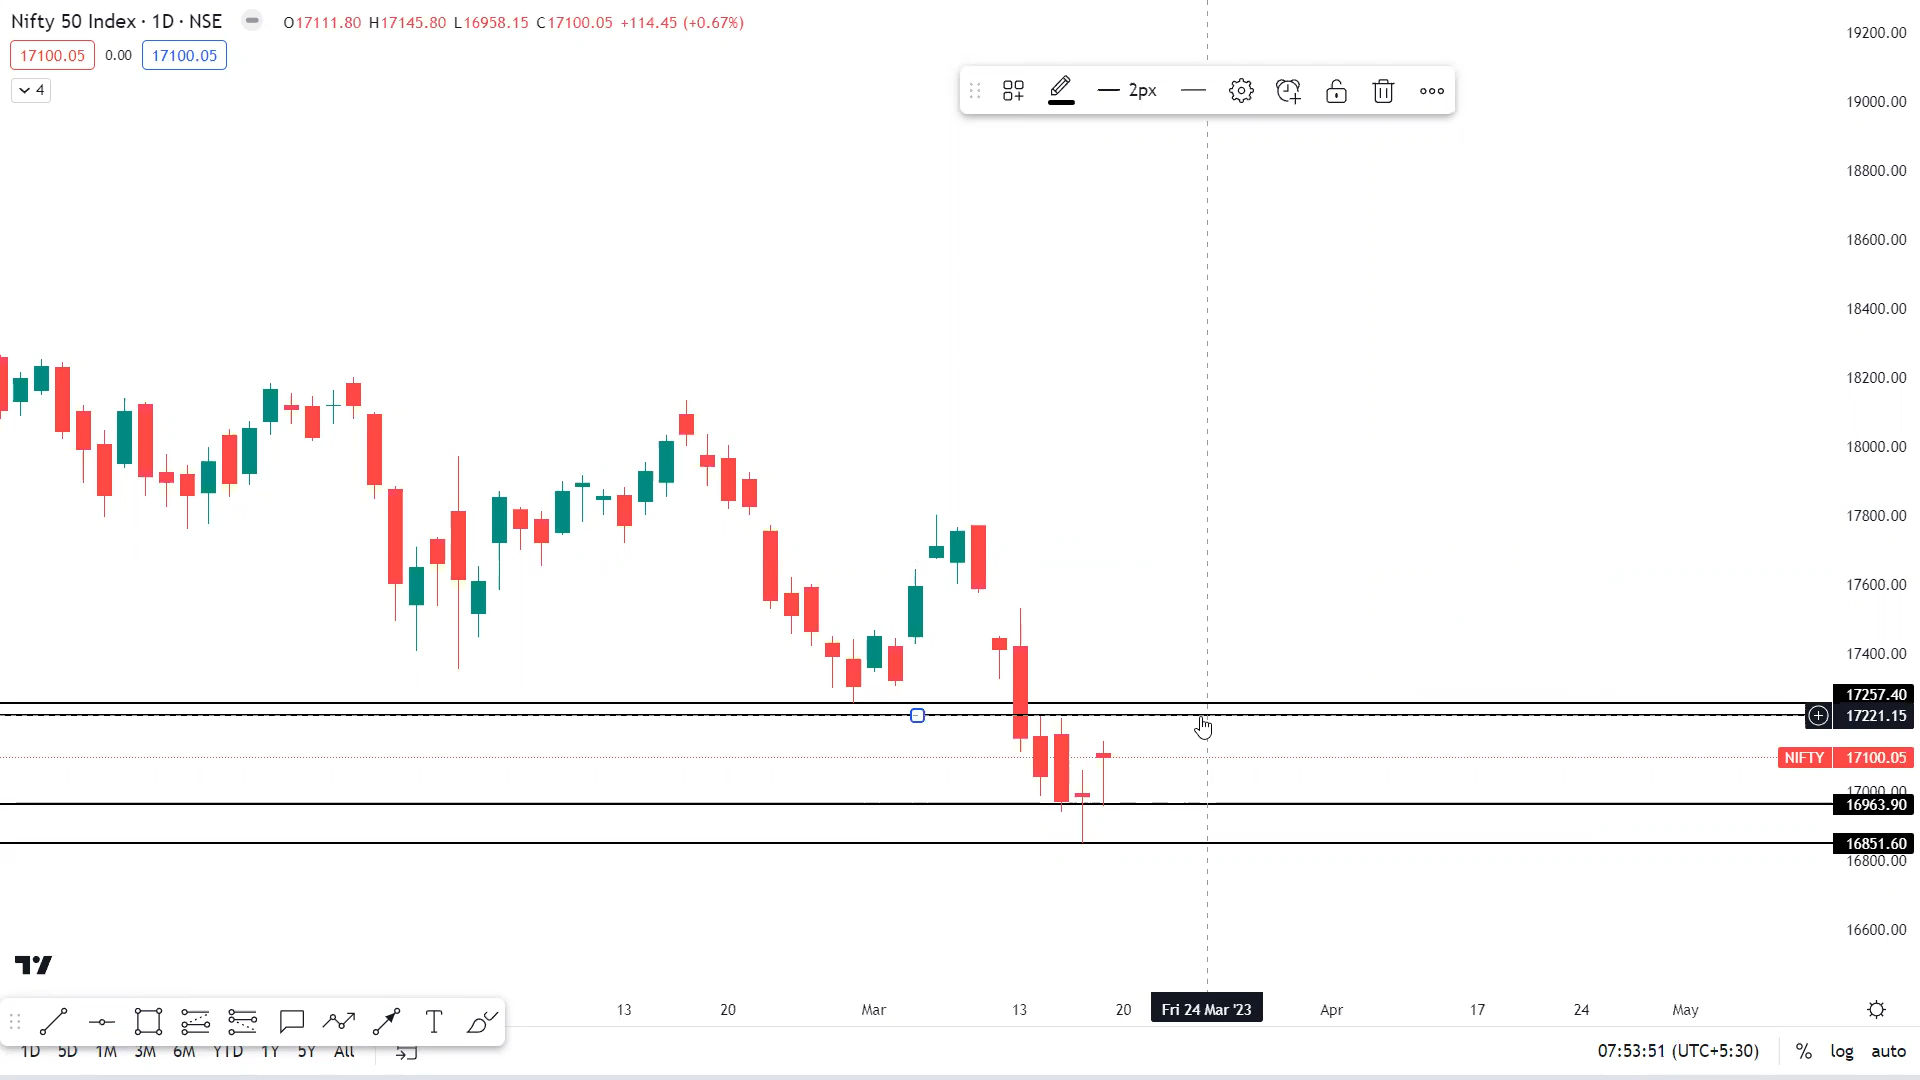 Nifty 50 Index · 1D · NSE O17111.80 H17145.80 L16958.15 C17100.05 +114.45 (+0.67%)
17100.05 0.00 17100.05
4
2px
19200.00
19000.00
18800.00
18600.00
18400.00
18200.00
18000.00
17800.00
17600.00
17400.00
17257.40
17221.15
NIFTY 17100.05
17000.00
16963.90
16851.60
16800.00
16600.00
13 20 Mar 13 20 Fri 24 Mar '23 Apr 17 24 May
T
1D 5D 1M 3M 6M YTD 1Y 5Y All 07:53:51 (UTC+5:30) % log auto